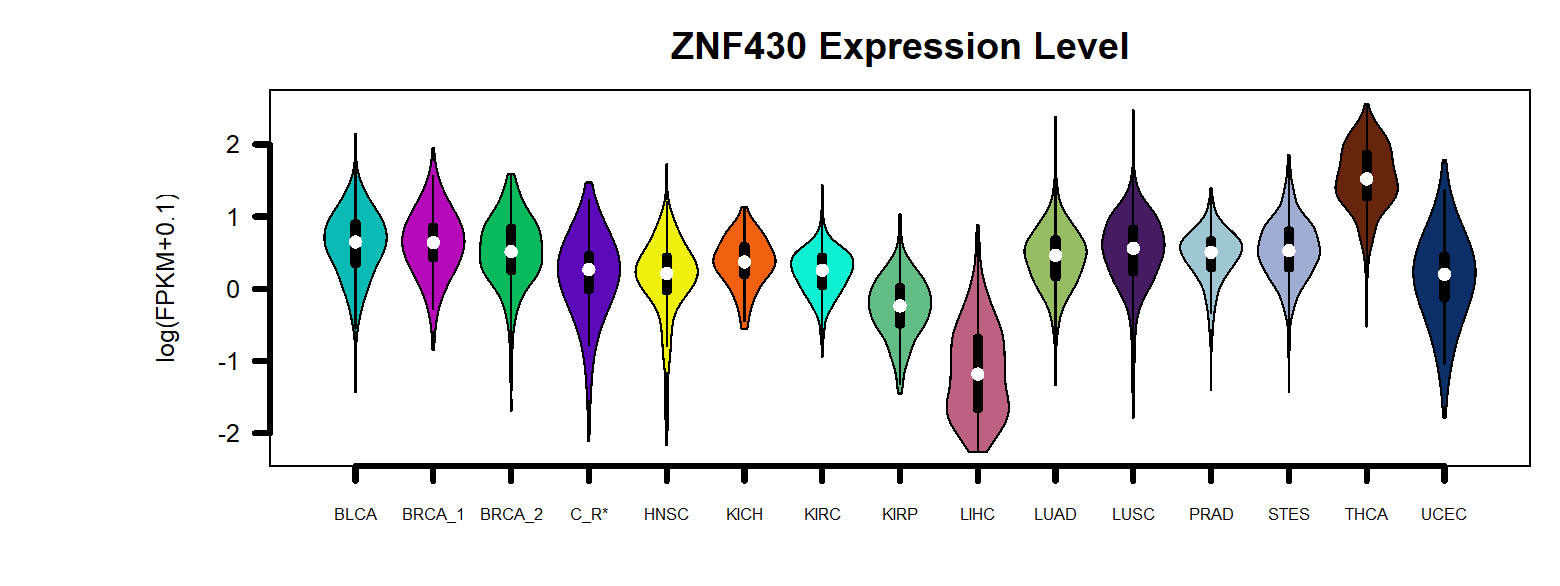 ZNF430 Expression Level
log(FPKM+0.1)
2
1
0
-1
-2
BLCA BRCA_1 BRCA_2 C_R* HNSC KICH KIRC KIRP LIHC LUAD LUSC PRAD STES THCA UCEC